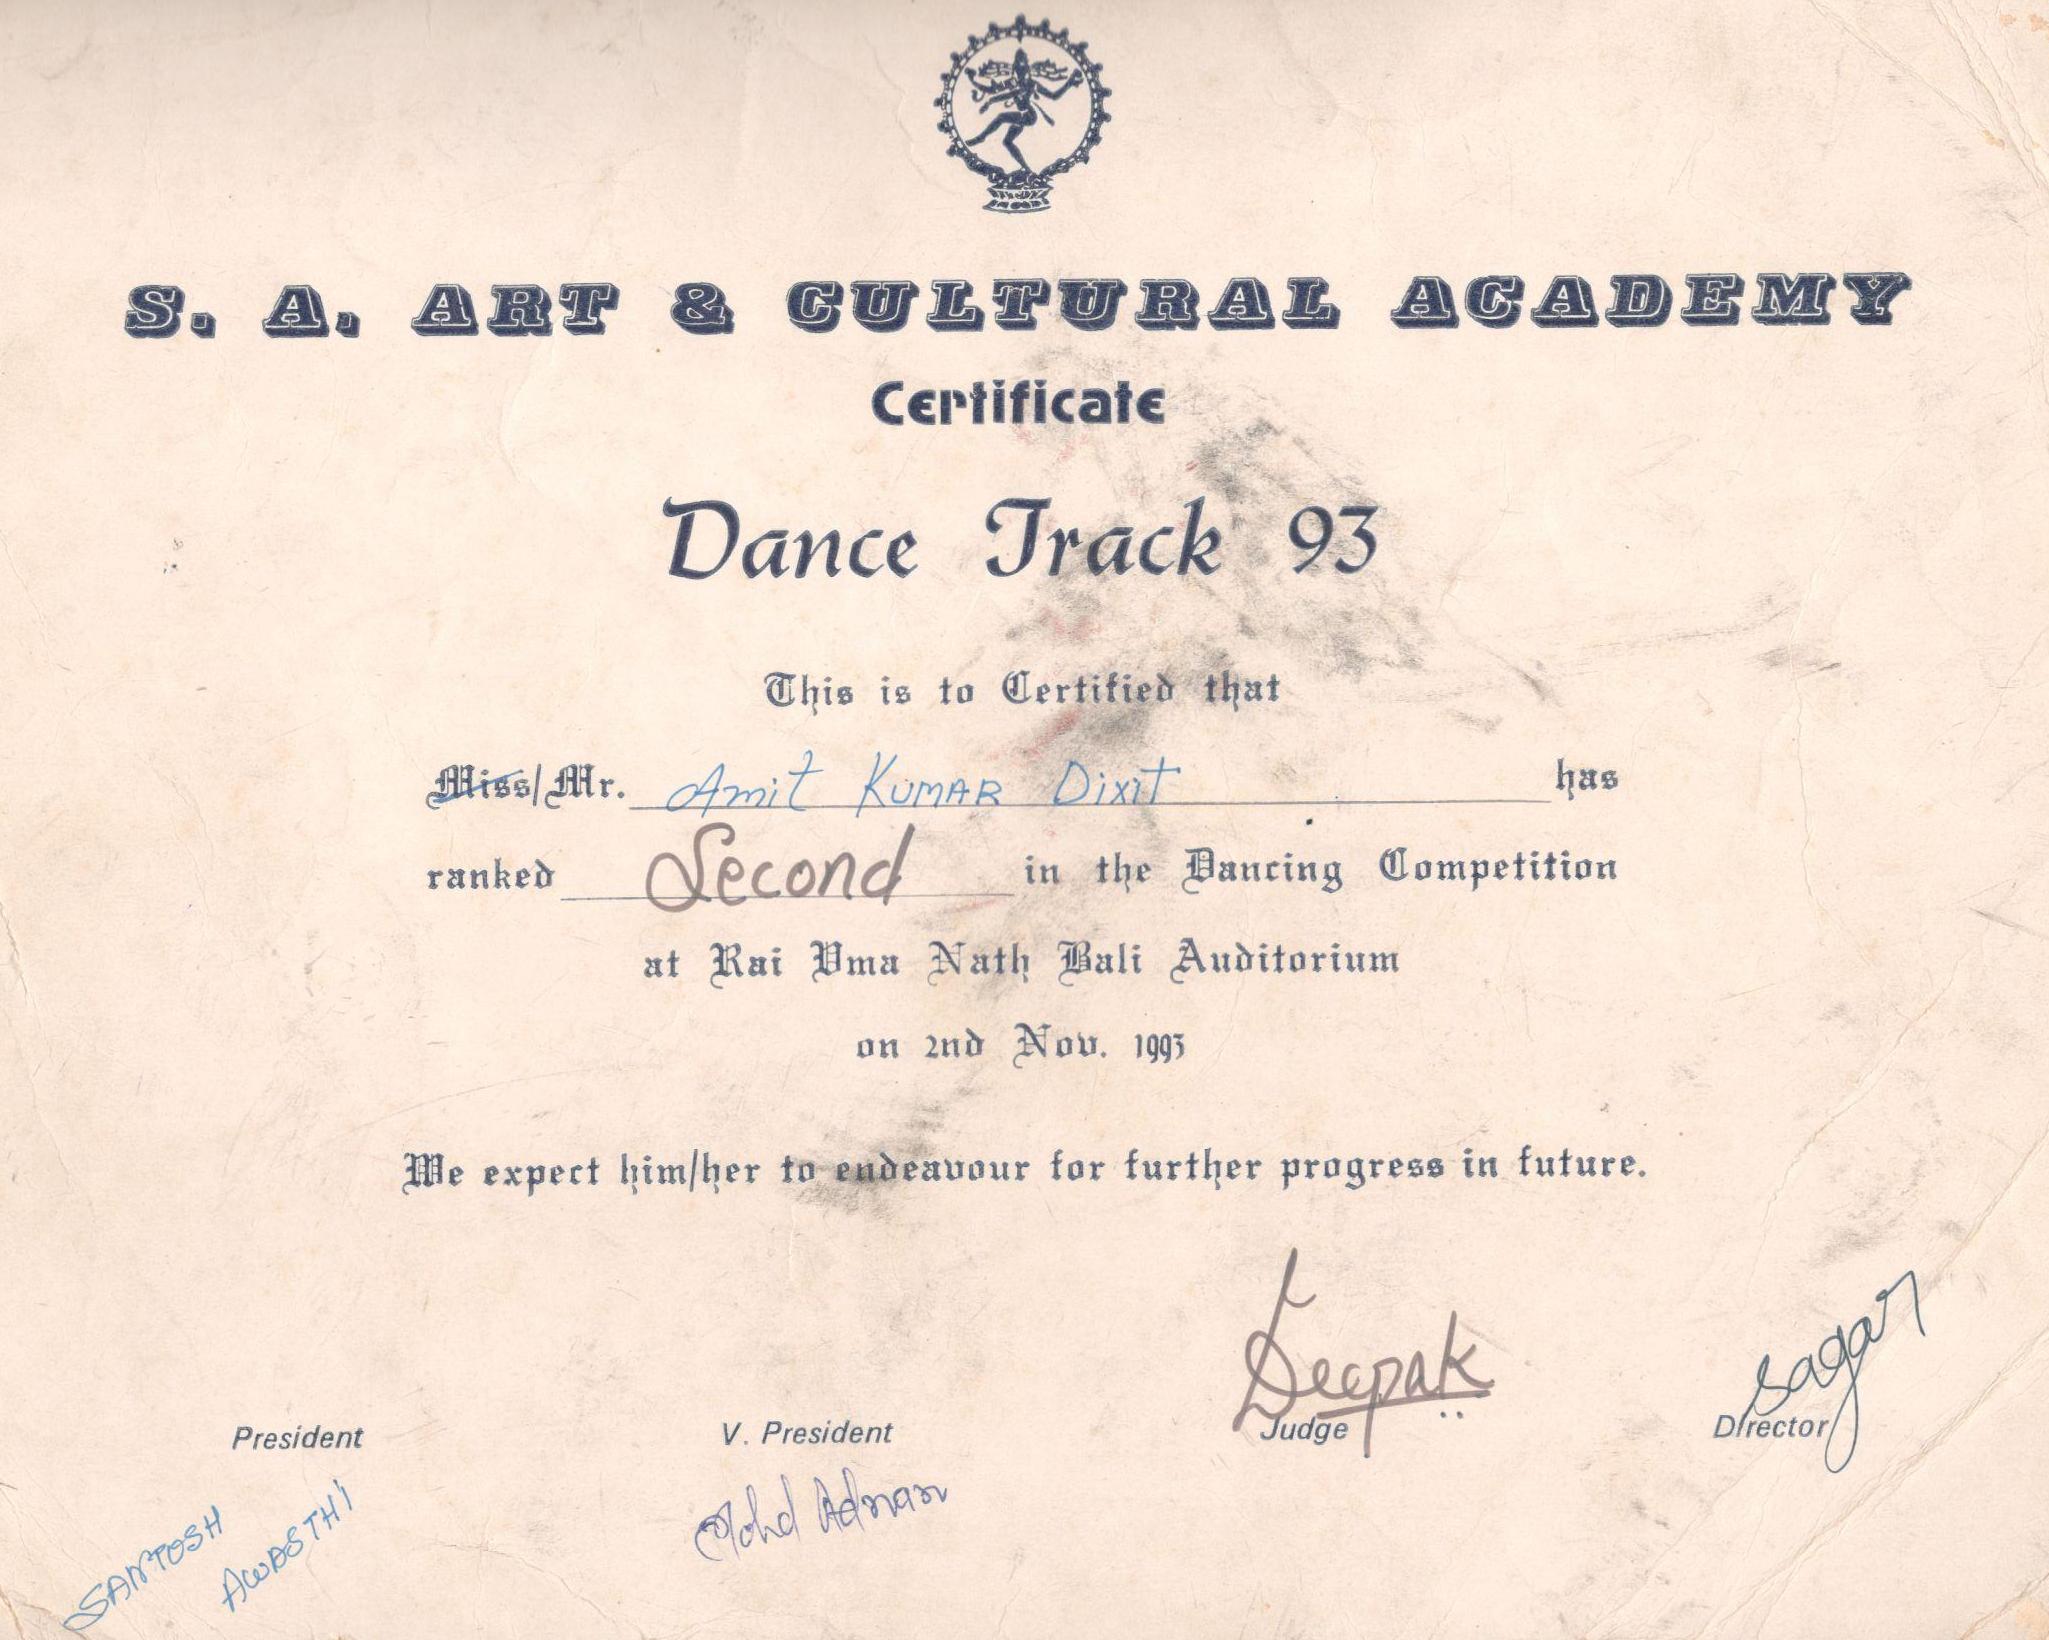 S. A. ART & CULTURAL ACADEMY
Certificate
Dance Track 93
This is to Certified that
Miss/Mr. Amit KUMAR Dixit has
ranked Second in the Dancing Competition
at Rai Uma Nath Bali Auditorium
on 2nd Nov. 1993
We expect him/her to endeavour for further progress in future.
Deepak
Sagar
President V. President Judge Director
SANTOSH AWASTHI
Mohd Adnan